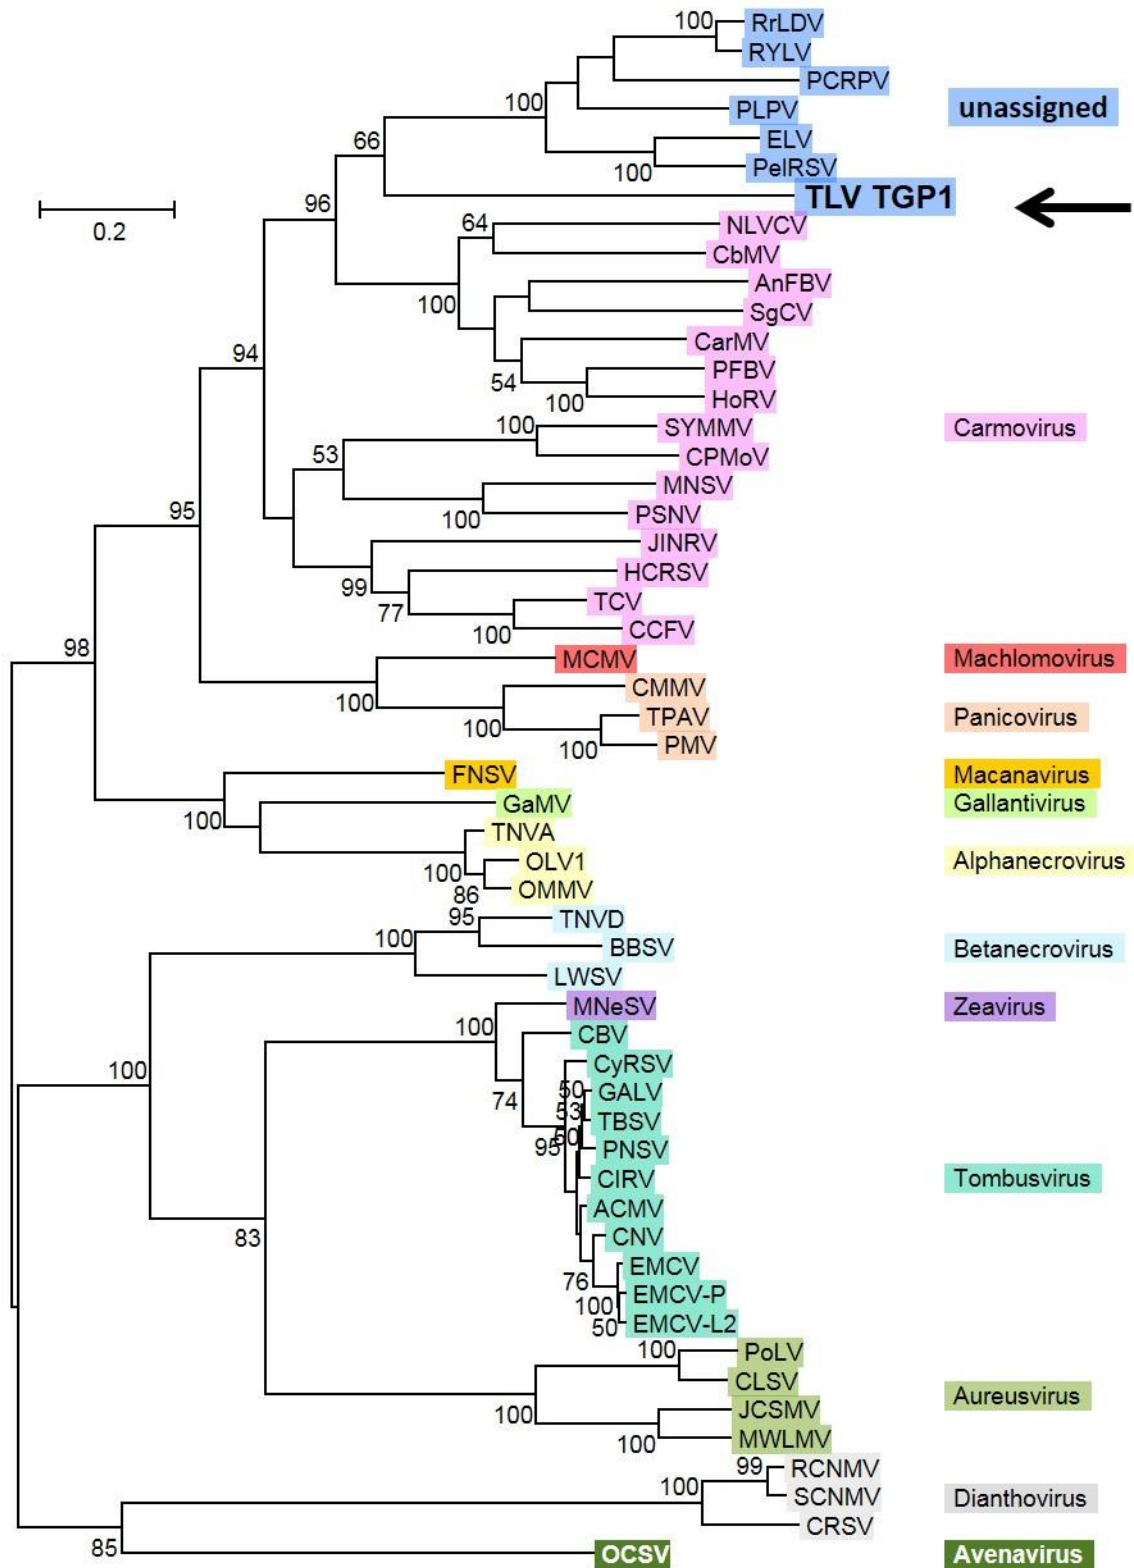 100
RrLDV
RYLV
PCRPV
PLPV
unassigned
100
ELV
PelRSV
100
66
TLV TGP1
96
0.2
NLVCV
64
CbMV
AnFBV
100
SgCV
CarMV
94
PFBV
54
HoRV
100
SYMMV
Carmovirus
100
CPMoV
53
MNSV
95
PSNV
100
JINRV
HCRSV
99
TCV
77
CCFV
100
98
MCMV
Machlomovirus
CMMV
100
TPAV
Panicovirus
100
PMV
100
FNSV
Macanavirus
GaMV
Gallantivirus
100
TNVA
OLV1
Alphanecrovirus
100
OMMV
86
TNVD
95
BBSV
100
Betanecrovirus
LWSV
MNeSV
Zeavirus
100
CBV
CyRSV
100
50
GALV
74
53
TBSV
50
95
PNSV
CIRV
Tombusvirus
ACMV
83
CNV
EMCV
76
EMCV-P
100
EMCV-L2
50
PoLV
100
CLSV
Aureusvirus
JCSMV
100
MWLMV
100
RCNMV
99
SCNMV
Dianthovirus
100
CRSV
85
OCSV
Avenavirus